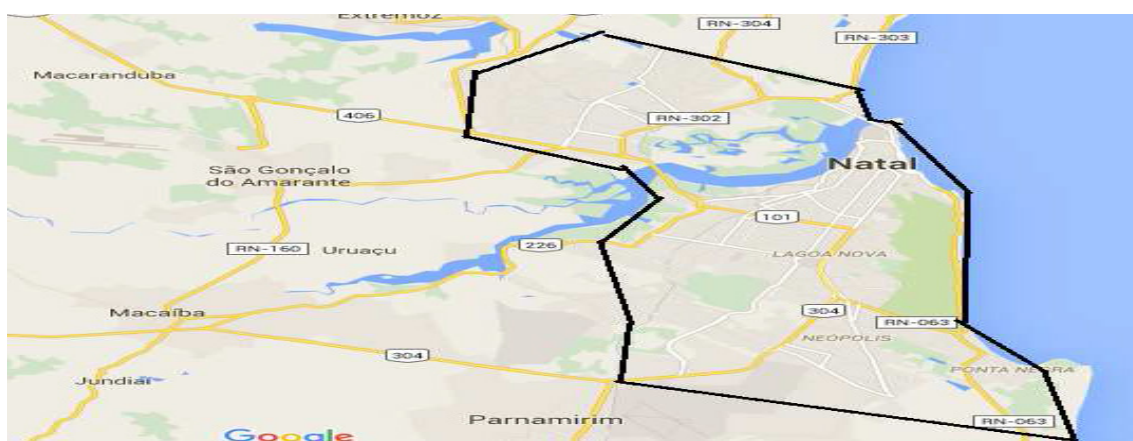 Extremoz
RN-304
RN-303
Macaranduba
406
RN-302
Natal
São Gonçalo
do Amarante
101
RN-160
Uruaçu
226
LAGOA NOVA
Macaíba
304
RN-063
NEÓPOLIS
304
Jundiaí
PONTA NEGRA
Parnamirim
RN-063
Google